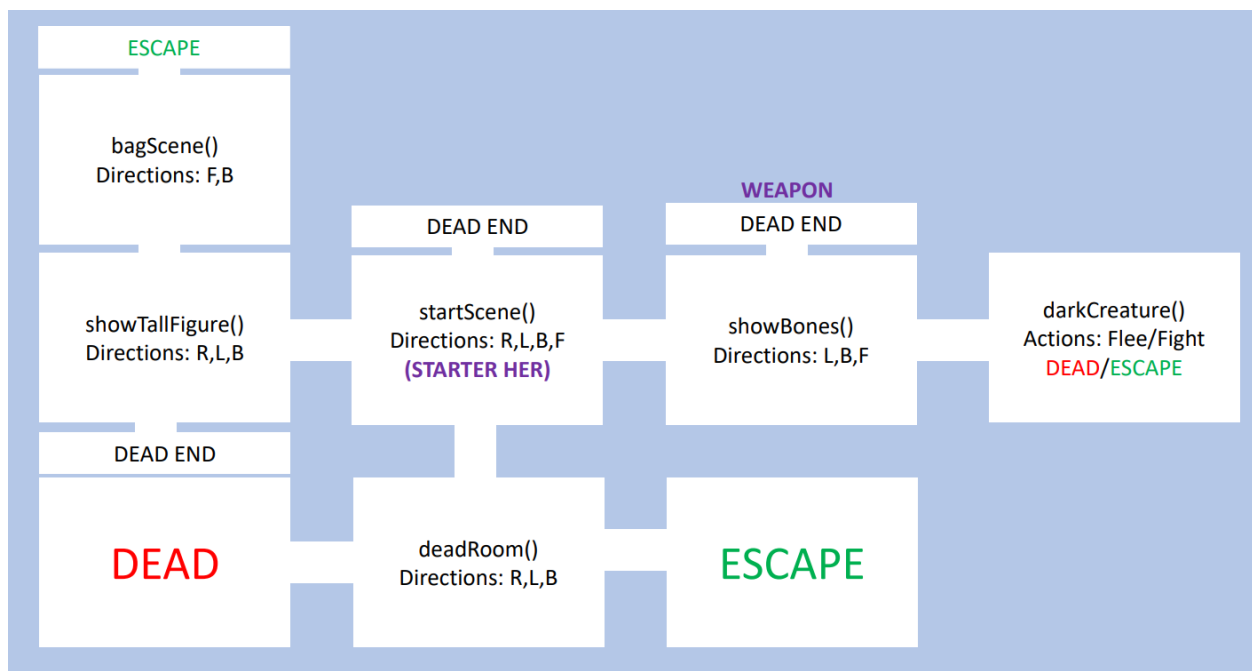 ESCAPE
bagScene()
Directions: F,B
WEAPON
DEAD END
DEAD END
showTallFigure()
Directions: R,L,B
startScene()
Directions: R,L,B,F
(STARTER HER)
showBones()
Directions: L,B,F
darkCreature()
Actions: Flee/Fight
DEAD/ESCAPE
DEAD END
DEAD
deadRoom()
Directions: R,L,B
ESCAPE